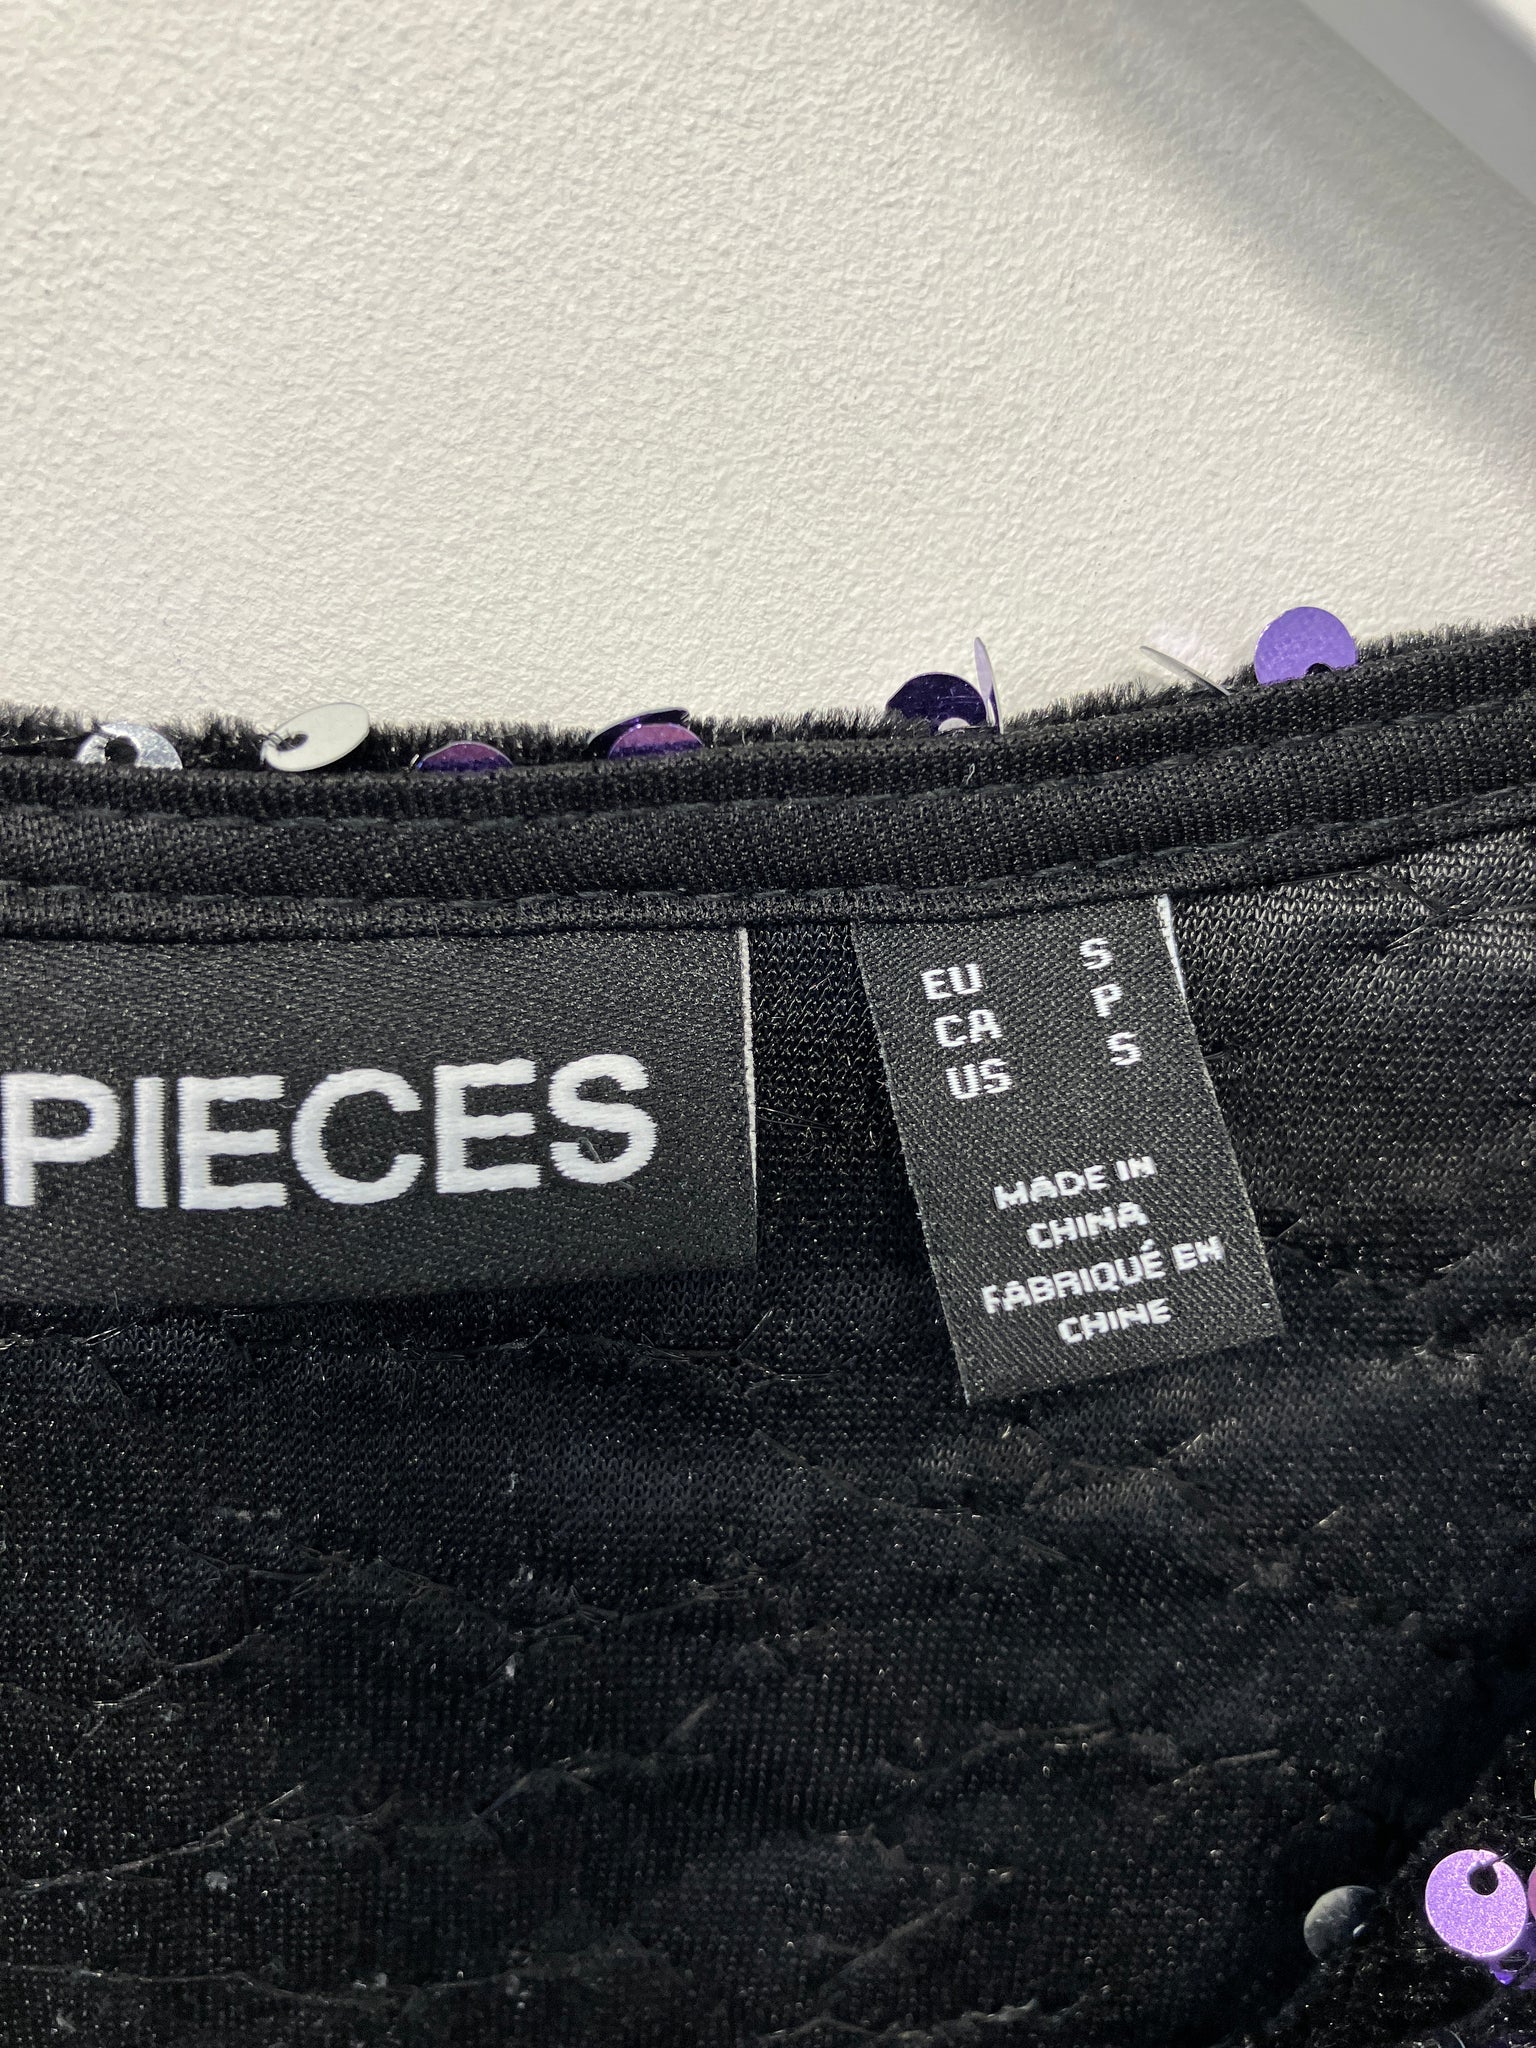 PIECES
EU S
CA P
US S
MADE IN
CHINA
FABRIQUÉ EN
CHINE